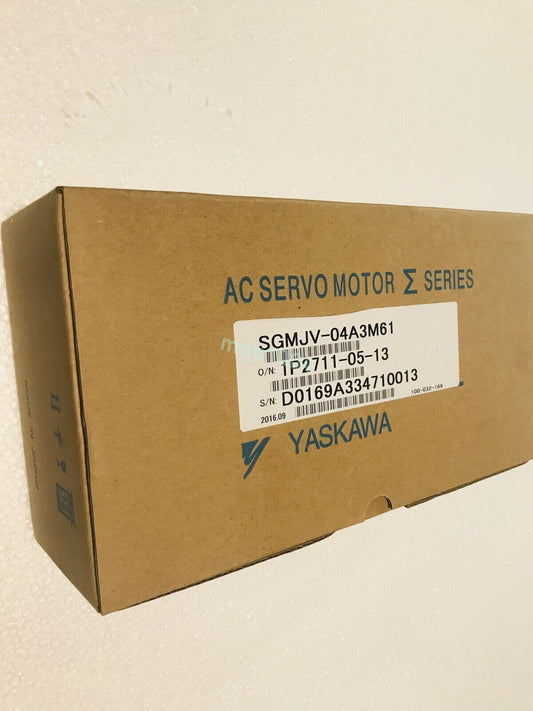 AC SERVO MOTOR Σ SERIES
SGMJV-04A3M61
O/N: 1P2711-05-13
S/N: D0169A334710013
2016.09
100-032-169
YASKAWA
MADE IN JAPAN